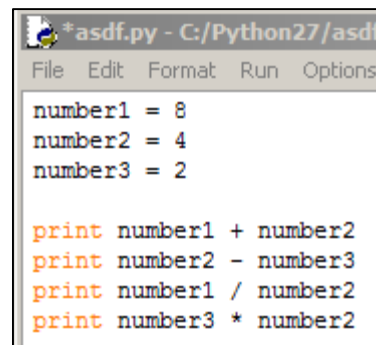 *asdf.py - C:/Python27/asdf
File Edit Format Run Options
number1 = 8
number2 = 4
number3 = 2
print number1 + number2
print number2 - number3
print number1 / number2
print number3 * number2